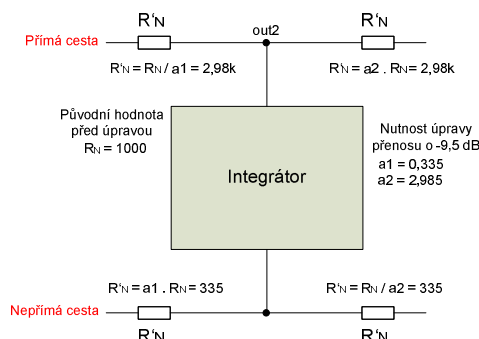 R'N
R'N
Přímá cesta
out2
R'N = RN / a1 = 2,98k
R'N = a2 . RN = 2,98k
Původní hodnota
před úpravou
RN = 1000
Integrátor
Nutnost úpravy
přenosu o -9,5 dB
a1 = 0,335
a2 = 2,985
R'N = a1 . RN = 335
R'N = RN / a2 = 335
Nepřímá cesta
R'N
R'N